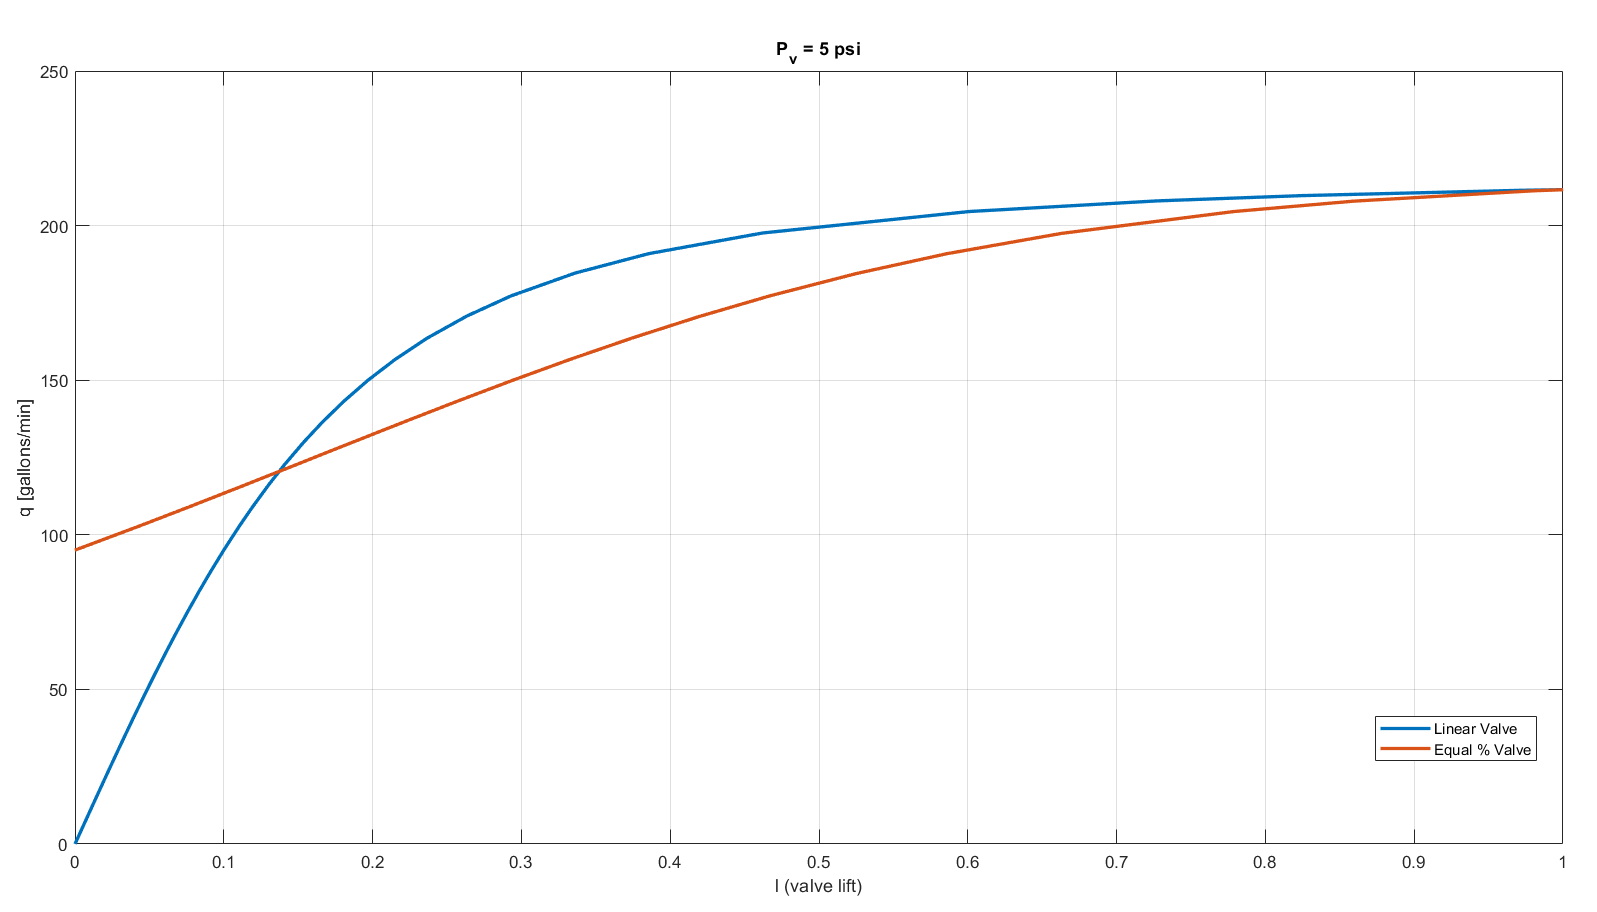 P_v = 5 psi
250
200
150
100
50
0
q [gallons/min]
0 0.1 0.2 0.3 0.4 0.5 0.6 0.7 0.8 0.9 1
l (valve lift)
Linear Valve
Equal % Valve